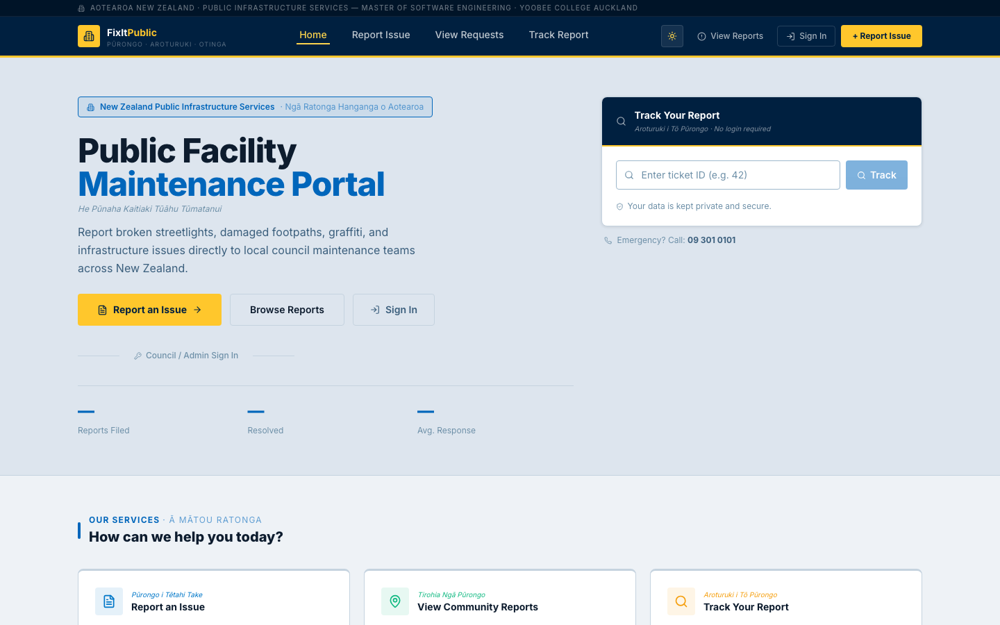 AOTEAROA NEW ZEALAND · PUBLIC INFRASTRUCTURE SERVICES — MASTER OF SOFTWARE ENGINEERING · YOOBEE COLLEGE AUCKLAND
FixItPublic
PŪRONGO · AROTURUKI · OTINGA
Home
Report Issue
View Requests
Track Report
View Reports
Sign In
+ Report Issue
New Zealand Public Infrastructure Services · Ngā Ratonga Hanganga o Aotearoa
Public Facility
Maintenance Portal
He Pūnaha Kaitiaki Tūāhu Tūmatanui
Report broken streetlights, damaged footpaths, graffiti, and
infrastructure issues directly to local council maintenance teams
across New Zealand.
Report an Issue →
Browse Reports
Sign In
Council / Admin Sign In
—
Reports Filed
—
Resolved
—
Avg. Response
Track Your Report
Aroturuki i Tō Pūrongo · No login required
Enter ticket ID (e.g. 42)
Track
Your data is kept private and secure.
Emergency? Call: 09 301 0101
OUR SERVICES · Ā MĀTOU RATONGA
How can we help you today?
Pūrongo i Tētahi Take
Report an Issue
Tirohia Ngā Pūrongo
View Community Reports
Aroturuki i Tō Pūrongo
Track Your Report